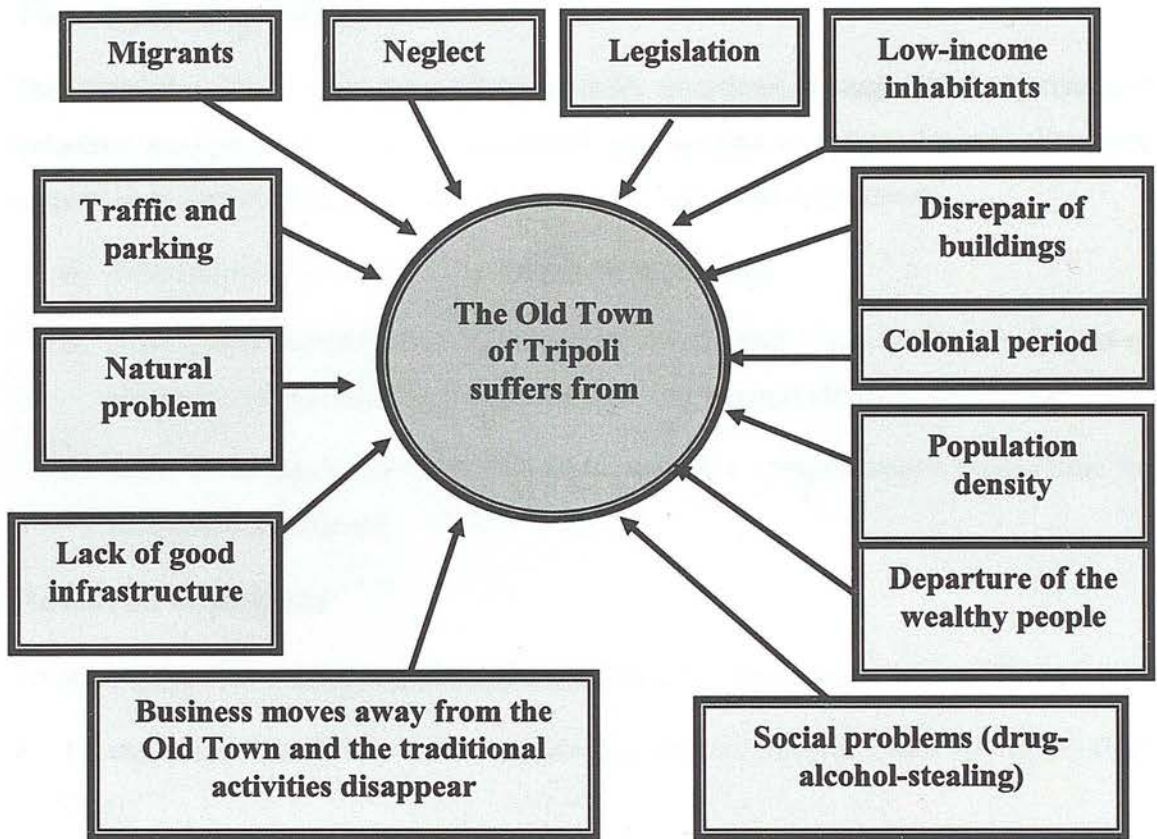 Migrants
Neglect
Legislation
Low-income
inhabitants
Traffic and
parking
Disrepair of
buildings
The Old Town
of Tripoli
suffers from
Natural
problem
Colonial period
Population
density
Lack of good
infrastructure
Departure of the
wealthy people
Business moves away from the
Old Town and the traditional
activities disappear
Social problems (drug-
alcohol-stealing)